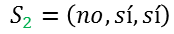 S₂ = (no, sí, sí)